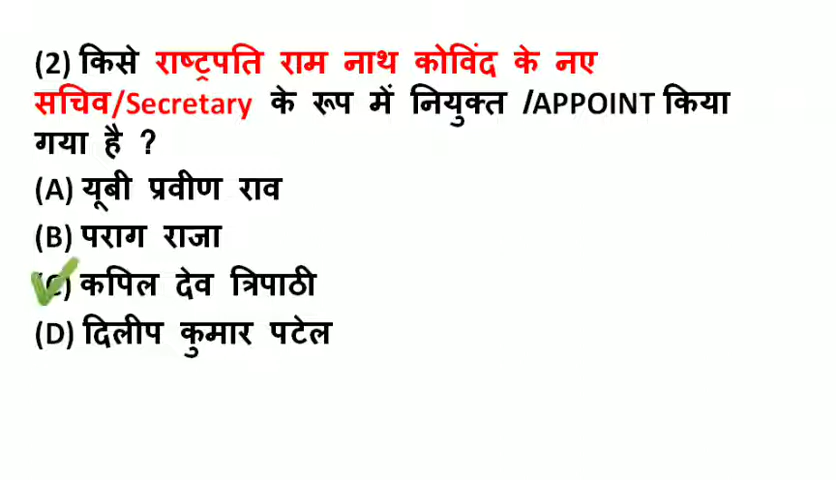 (2) किसे राष्ट्रपति राम नाथ कोविंद के नए
सचिव/Secretary के रूप में नियुक्त /APPOINT किया
गया है ?
(A) यूबी प्रवीण राव
(B) पराग राजा
(C) कपिल देव त्रिपाठी
(D) दिलीप कुमार पटेल